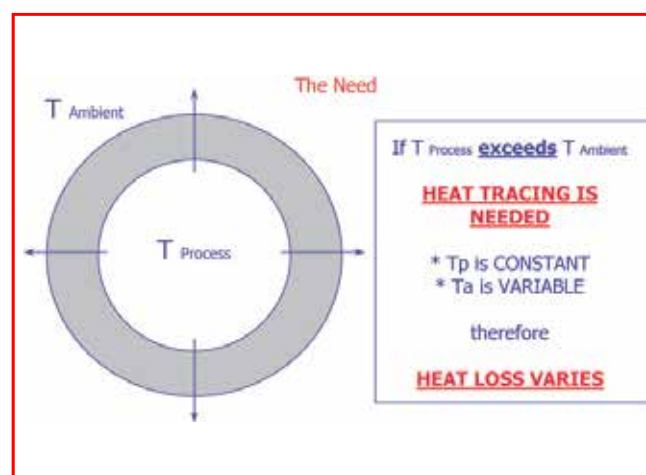 The Need
T Ambient
T Process
If T Process exceeds T Ambient
HEAT TRACING IS
NEEDED
* Tp is CONSTANT
* Ta is VARIABLE
therefore
HEAT LOSS VARIES